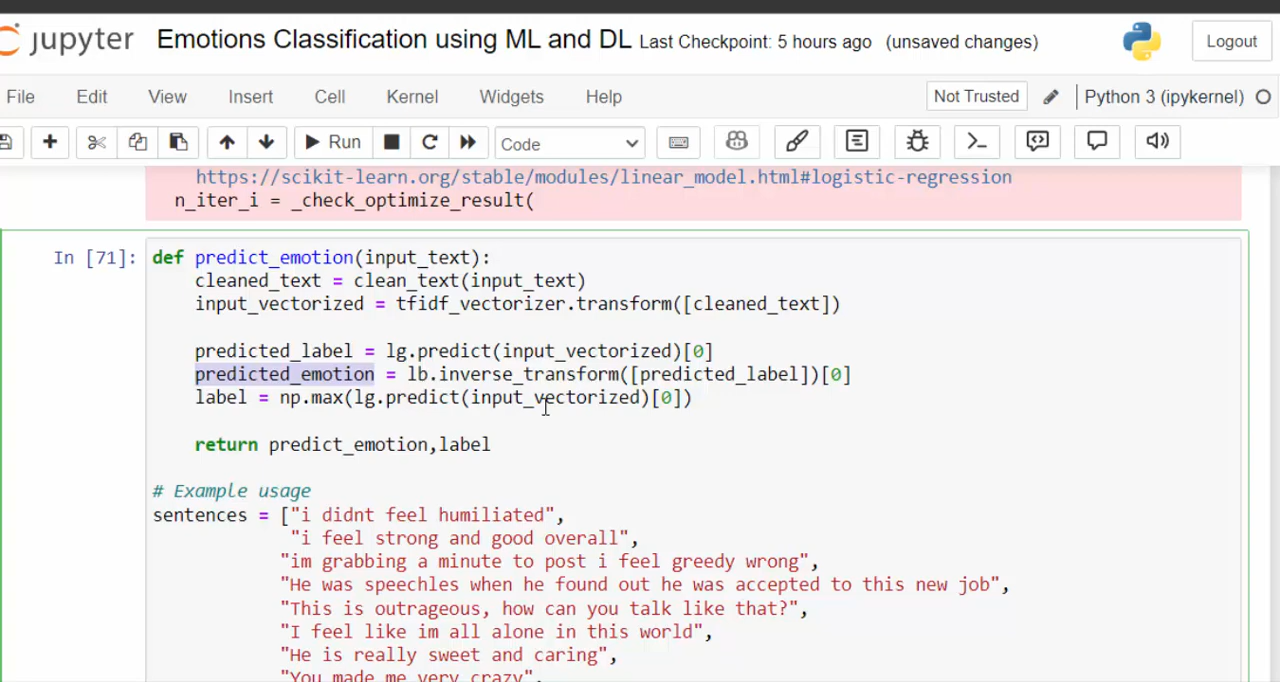 jupyter Emotions Classification using ML and DL Last Checkpoint: 5 hours ago (unsaved changes) Logout
File Edit View Insert Cell Kernel Widgets Help Not Trusted Python 3 (ipykernel)
Run Code
https://scikit-learn.org/stable/modules/linear_model.html#logistic-regression
n_iter_i = _check_optimize_result(
In [71]: def predict_emotion(input_text):
cleaned_text = clean_text(input_text)
input_vectorized = tfidf_vectorizer.transform([cleaned_text])
predicted_label = lg.predict(input_vectorized)[0]
predicted_emotion = lb.inverse_transform([predicted_label])[0]
label = np.max(lg.predict(input_vectorized)[0])
return predict_emotion,label
# Example usage
sentences = ["i didnt feel humiliated",
"i feel strong and good overall",
"im grabbing a minute to post i feel greedy wrong",
"He was speechles when he found out he was accepted to this new job",
"This is outrageous, how can you talk like that?",
"I feel like im all alone in this world",
"He is really sweet and caring",
"You made me very crazy",